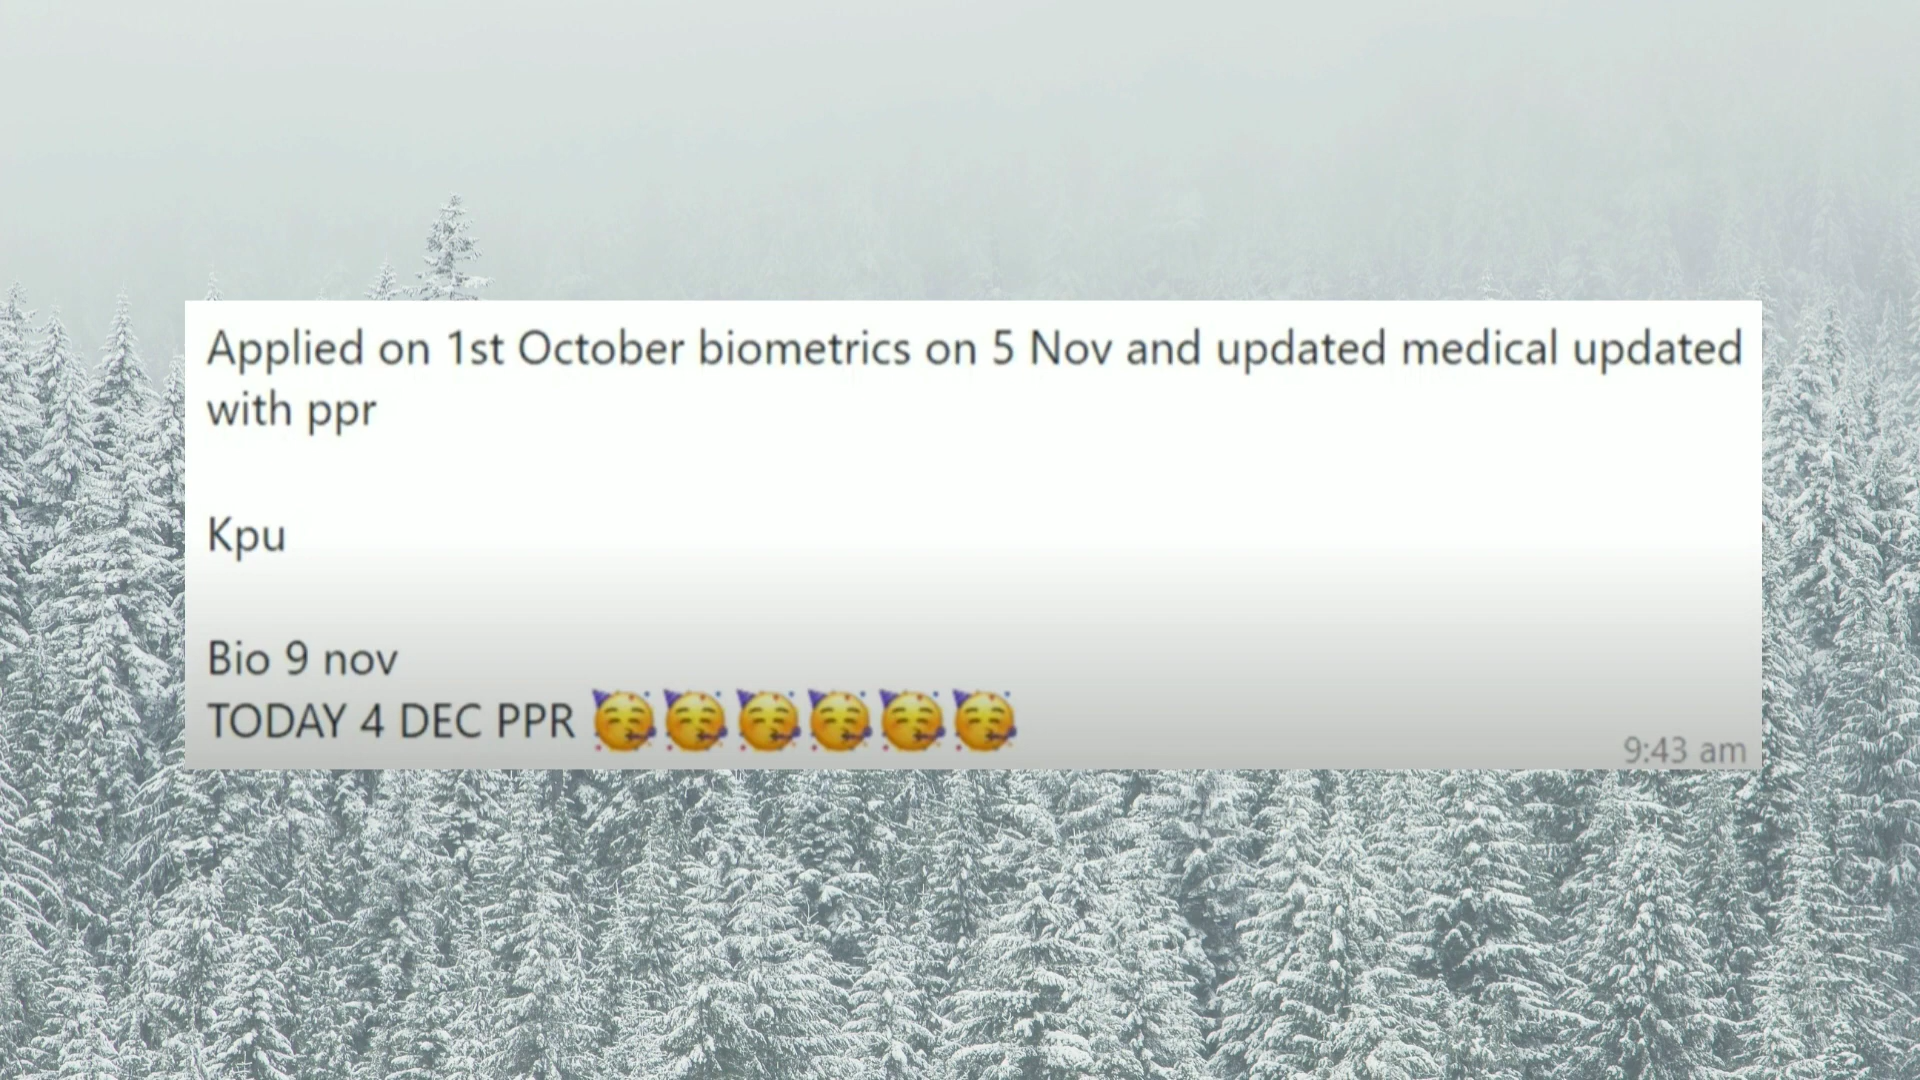 Applied on 1st October biometrics on 5 Nov and updated medical updated
with ppr
Kpu
Bio 9 nov
TODAY 4 DEC PPR 🥳🥳🥳🥳🥳🥳
9:43 am